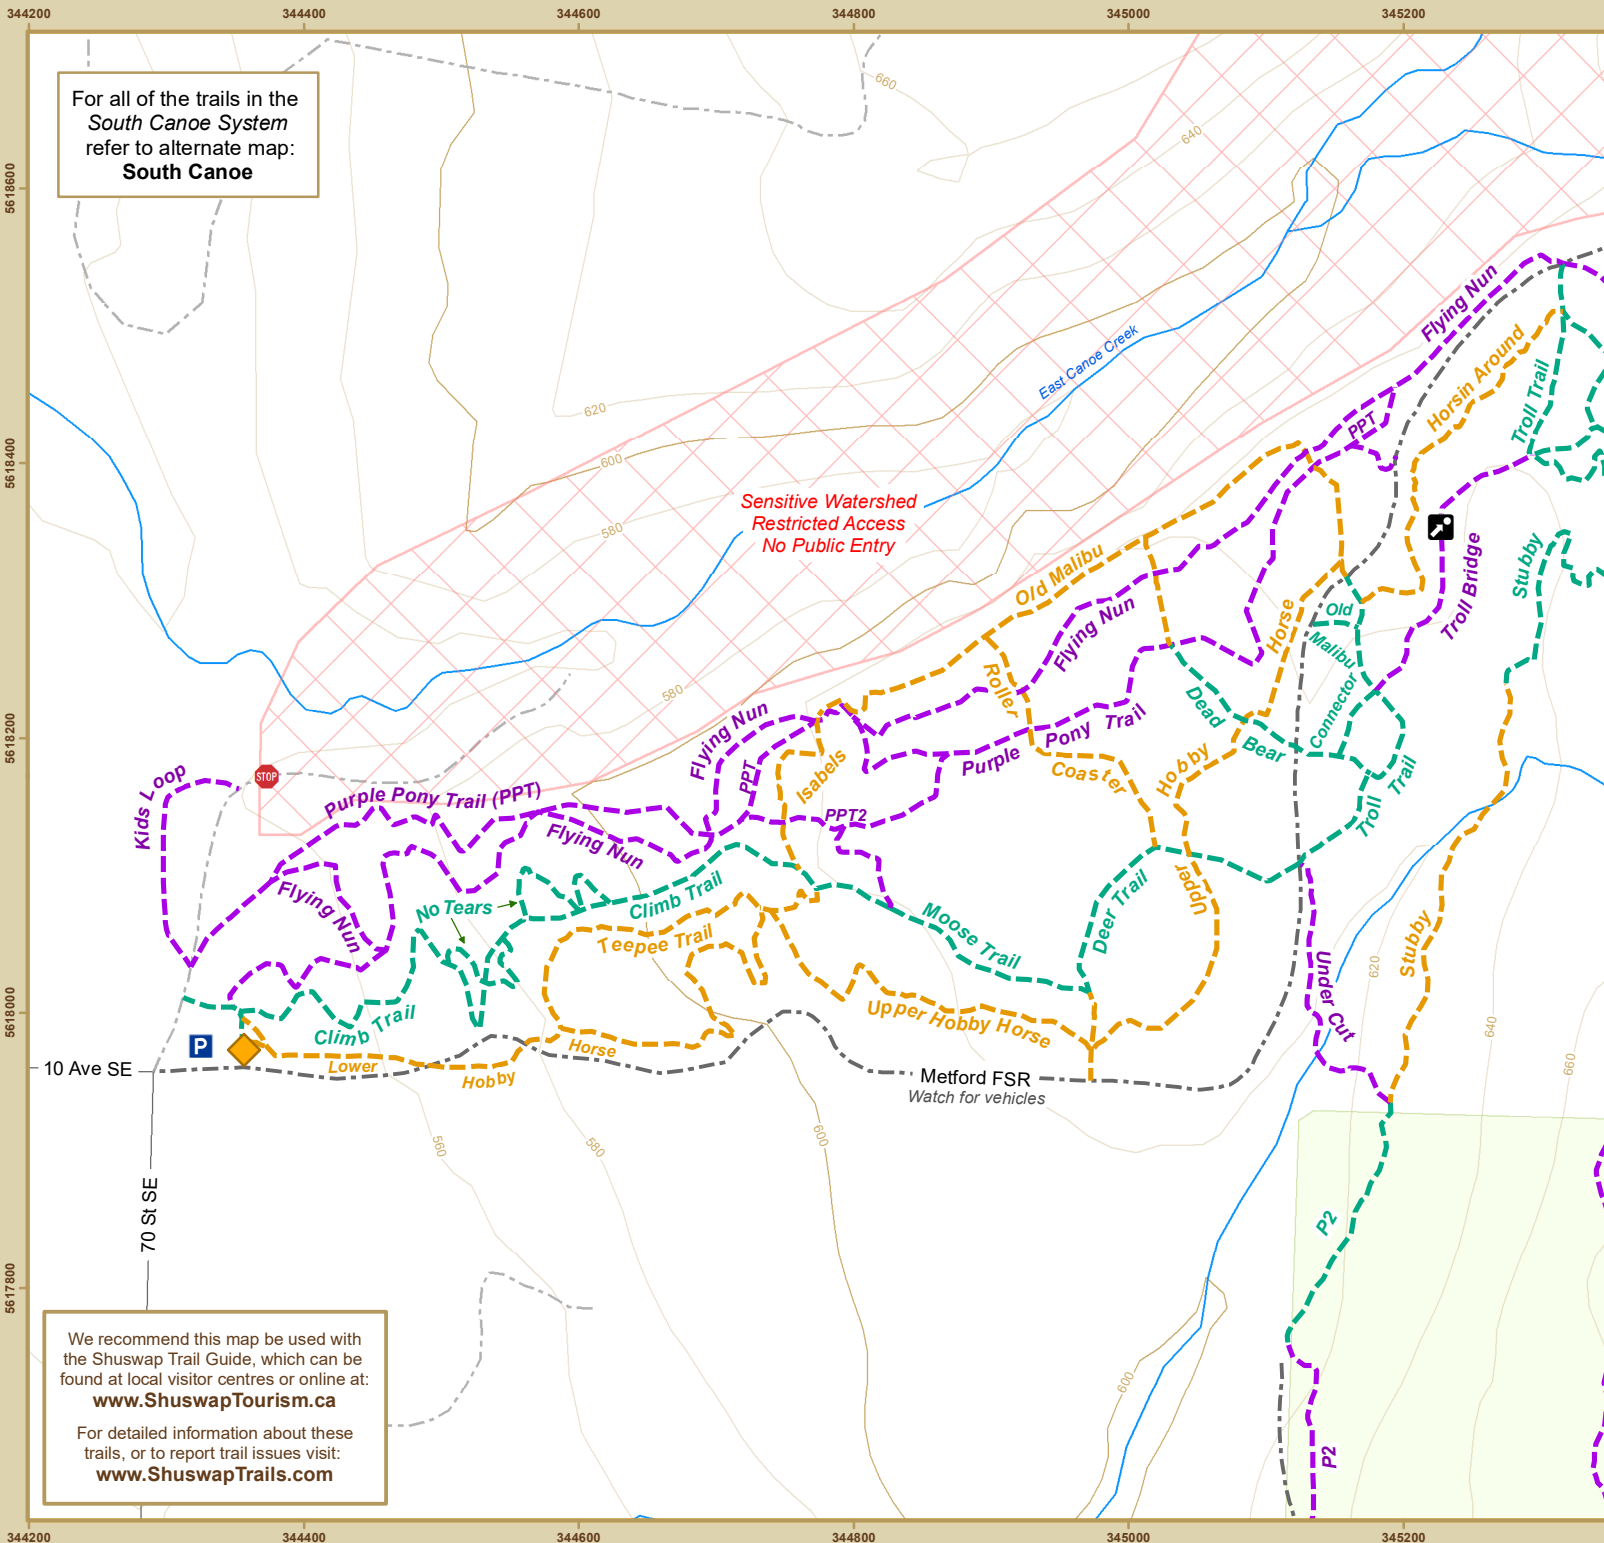 344200
344400
344600
344800
345000
345200
For all of the trails in the
South Canoe System
refer to alternate map:
South Canoe
660
640
5618600
Flying Nun
East Canoe Creek
Horsin Around
Troll Trail
620
PPT
600
5618400
Sensitive Watershed
Restricted Access
No Public Entry
580
Old Malibu
Stubby
Troll Bridge
Flying Nun
Horse
Old
Malibu
Connector
580
Roller
Dead
Bear
5618200
Flying Nun
Pony Trail
Purple
PPT
Isabels
Coaster
Hobby
STOP
Kids Loop
Purple Pony Trail (PPT)
PPT2
Troll
Trail
Flying Nun
Upper
Climb Trail
Flying Nun
No Tears
Deer Trail
Moose Trail
Teepee Trail
Stubby
Under Cut
620
5618000
Upper Hobby Horse
Climb Trail
640
P
Horse
Lower
Hobby
10 Ave SE
Metford FSR
Watch for vehicles
660
560
580
600
70 St SE
P2
5617800
We recommend this map be used with
the Shuswap Trail Guide, which can be
found at local visitor centres or online at:
www.ShuswapTourism.ca
For detailed information about these
trails, or to report trail issues visit:
www.ShuswapTrails.com
600
P2
344200
344400
344600
344800
345000
345200